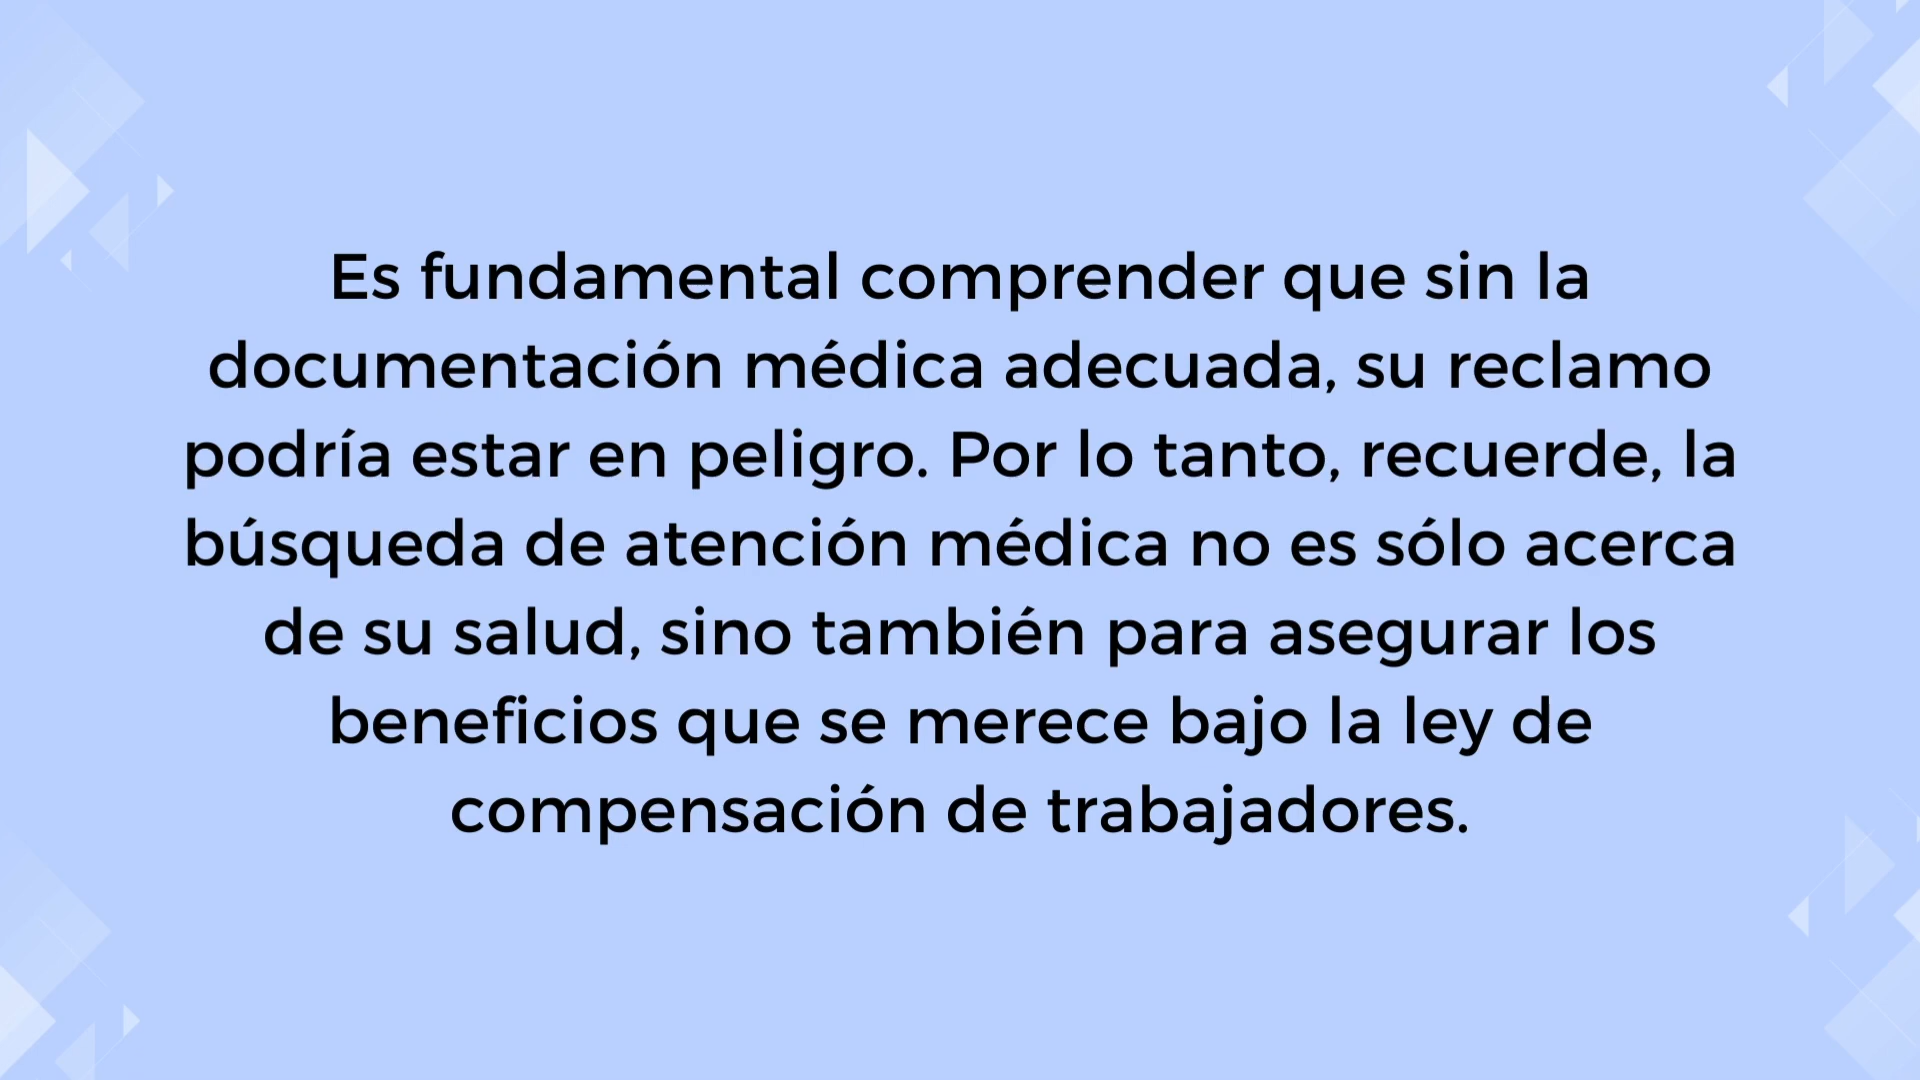 Es fundamental comprender que sin la
documentación médica adecuada, su reclamo
podría estar en peligro. Por lo tanto, recuerde, la
búsqueda de atención médica no es sólo acerca
de su salud, sino también para asegurar los
beneficios que se merece bajo la ley de
compensación de trabajadores.